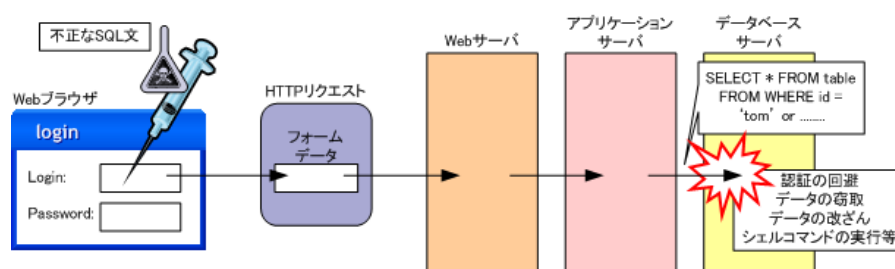 不正なSQL文
Webブラウザ
login
Login:
Password:
HTTPリクエスト
フォーム
データ
Webサーバ
アプリケーション
サーバ
データベース
サーバ
SELECT * FROM table
FROM WHERE id =
‘tom’ or ........
認証の回避
データの窃取
データの改ざん
シェルコマンドの実行等